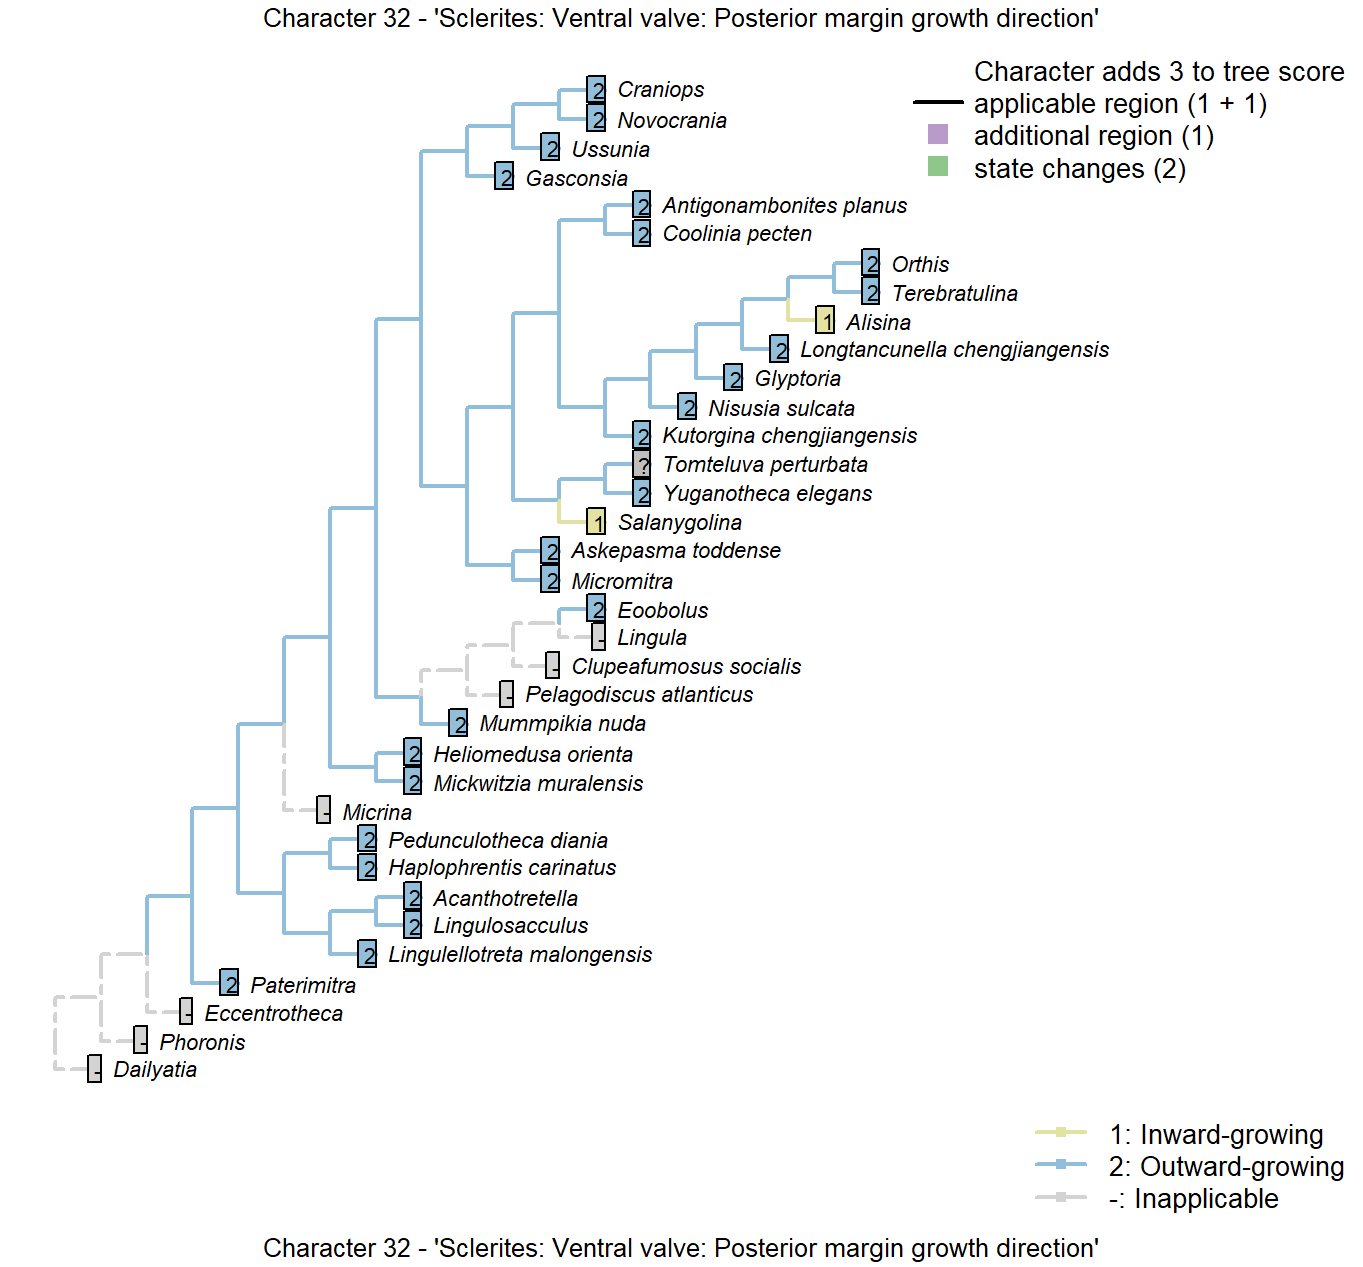 Character 32 - 'Sclerites: Ventral valve: Posterior margin growth direction'
Character adds 3 to tree score
applicable region (1 + 1)
additional region (1)
state changes (2)
2 Craniops
2 Novocrania
2 Ussunia
2 Gasconsia
2 Antigonambonites planus
2 Coolinia pecten
2 Orthis
2 Terebratulina
1 Alisina
2 Longtancunella chengjiangensis
2 Glyptoria
2 Nisusia sulcata
2 Kutorgina chengjiangensis
? Tomteluva perturbata
2 Yuganotheca elegans
1 Salanygolina
2 Askepasma toddense
2 Micromitra
2 Eoobolus
- Lingula
- Clupeafumosus socialis
- Pelagodiscus atlanticus
2 Mummpikia nuda
2 Heliomedusa orienta
2 Mickwitzia muralensis
- Micrina
2 Pedunculotheca diania
2 Haplophrentis carinatus
2 Acanthotretella
2 Lingulosacculus
2 Lingulellotreta malongensis
2 Paterimitra
- Eccentrotheca
- Phoronis
- Dailyatia
1: Inward-growing
2: Outward-growing
-: Inapplicable
Character 32 - 'Sclerites: Ventral valve: Posterior margin growth direction'